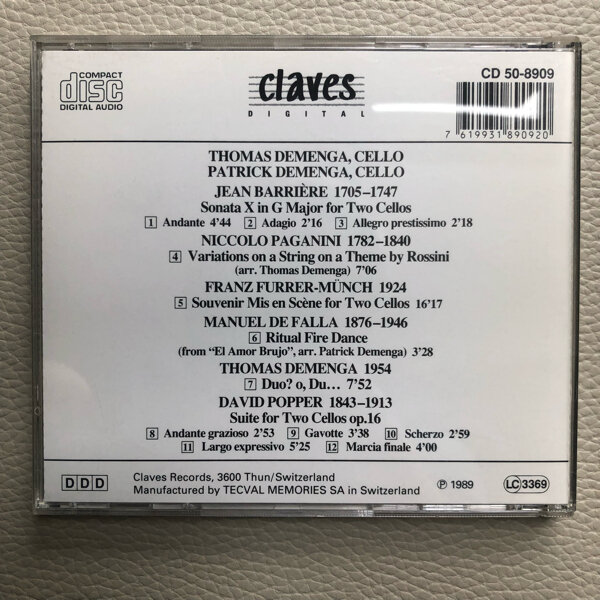 COMPACT
disc
DIGITAL AUDIO
claves
DIGITAL
CD 50-8909
7 619931 890920
THOMAS DEMENGA, CELLO
PATRICK DEMENGA, CELLO
JEAN BARRIÈRE 1705–1747
Sonata X in G Major for Two Cellos
1 Andante 4'44 2 Adagio 2'16 3 Allegro prestissimo 2'18
NICCOLO PAGANINI 1782–1840
4 Variations on a String on a Theme by Rossini
(arr. Thomas Demenga) 7'06
FRANZ FURRER-MÜNCH 1924
5 Souvenir Mis en Scène for Two Cellos 16'17
MANUEL DE FALLA 1876–1946
6 Ritual Fire Dance
(from "El Amor Brujo", arr. Patrick Demenga) 3'28
THOMAS DEMENGA 1954
7 Duo? o, Du... 7'52
DAVID POPPER 1843–1913
Suite for Two Cellos op.16
8 Andante grazioso 2'53 9 Gavotte 3'38 10 Scherzo 2'59
11 Largo expressivo 5'25 12 Marcia finale 4'00
DDD
Claves Records, 3600 Thun/Switzerland
Manufactured by TECVAL MEMORIES SA in Switzerland
℗ 1989
LC 3369